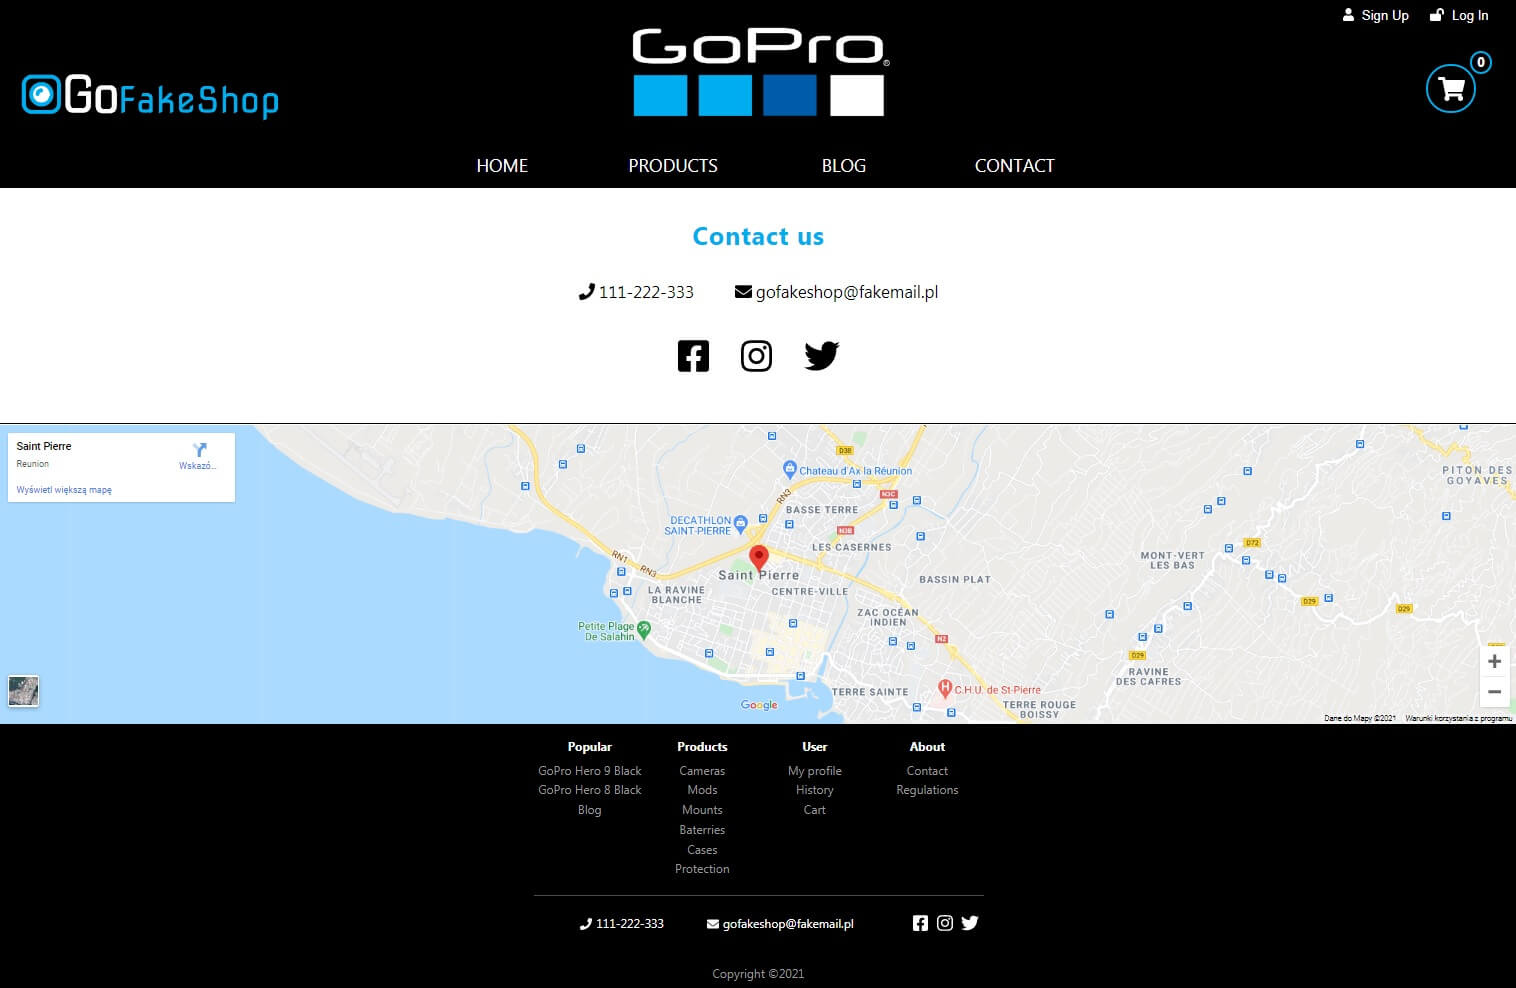 Sign Up
Log In
GoPro®
0
GoFakeShop
HOME
PRODUCTS
BLOG
CONTACT
Contact us
111-222-333
gofakeshop@fakemail.pl
Saint Pierre
Reunion
Wskazó...
Wyświetl większą mapę
D38
Chateau d'Ax la Réunion
PITON DES
GOYAVES
RN3
N3C
BASSE TERRE
DECATHLON
SAINT-PIERRE
N3B
LES CASERNES
D72
MONT-VERT
LES BAS
RN1
RN3
Saint Pierre
BASSIN PLAT
LA RAVINE
BLANCHE
CENTRE-VILLE
D29
D29
ZAC OCÉAN
INDIEN
Petite Plage
De Salahin
N2
D29
RAVINE
DES CAFRES
TERRE SAINTE
C.H.U. de St-Pierre
TERRE ROUGE
BOISSY
Google
+
−
Dane do Mapy ©2021
Warunki korzystania z programu
Popular
GoPro Hero 9 Black
GoPro Hero 8 Black
Blog
Products
Cameras
Mods
Mounts
Baterries
Cases
Protection
User
My profile
History
Cart
About
Contact
Regulations
111-222-333
gofakeshop@fakemail.pl
Copyright ©2021